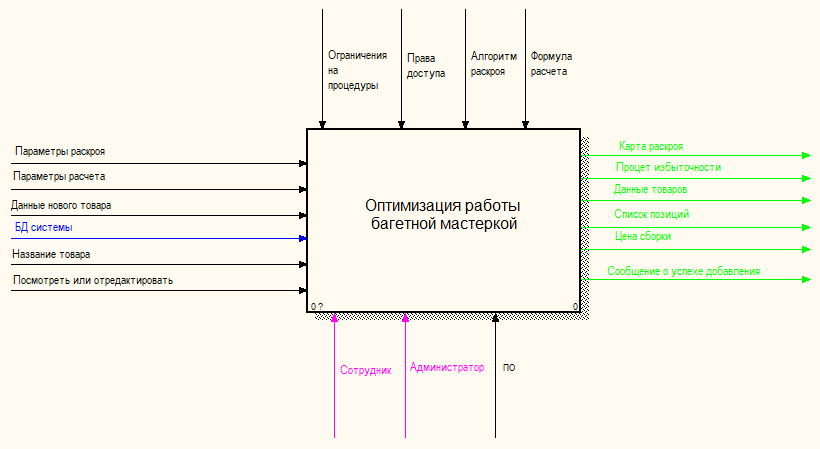 Ограничения
на
процедуры
Права
доступа
Алгоритм
раскроя
Формула
расчета
Параметры раскроя
Параметры расчета
Данные нового товара
БД системы
Название товара
Посмотреть или отредактировать
Оптимизация работы
багетной мастеркой
0 ?
0
Карта раскроя
Процет избыточности
Данные товаров
Список позиций
Цена сборки
Сообщение о успехе добавления
Сотрудник
Администратор
ПО